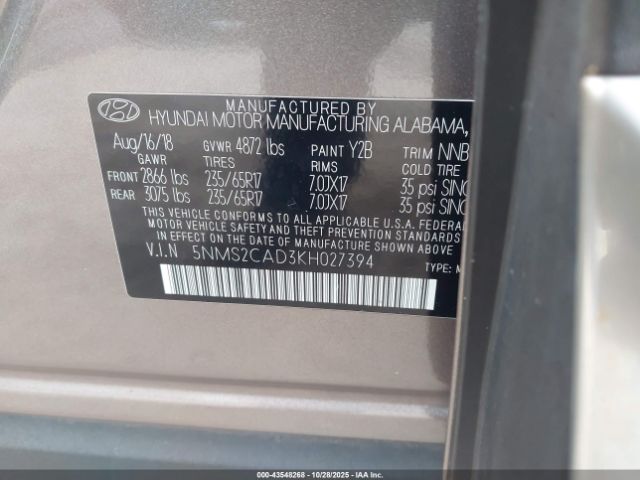 MANUFACTURED BY
HYUNDAI MOTOR MANUFACTURING ALABAMA,
Aug/16/18 GVWR 4872 lbs PAINT Y2B TRIM NNB
GAWR TIRES RIMS COLD TIRE
FRONT 2866 lbs 235/65R17 7.0JX17 35 psi SING
REAR 3075 lbs 235/65R17 7.0JX17 35 psi SING
THIS VEHICLE CONFORMS TO ALL APPLICABLE U.S.A. FEDERAL
MOTOR VEHICLE SAFETY AND THEFT PREVENTION STANDARDS
IN EFFECT ON THE DATE OF MANUFACTURE SHOWN ABOVE
V.I.N 5NMS2CAD3KH027394 TYPE: M
000-43548268 - 10/28/2025 - IAA Inc.